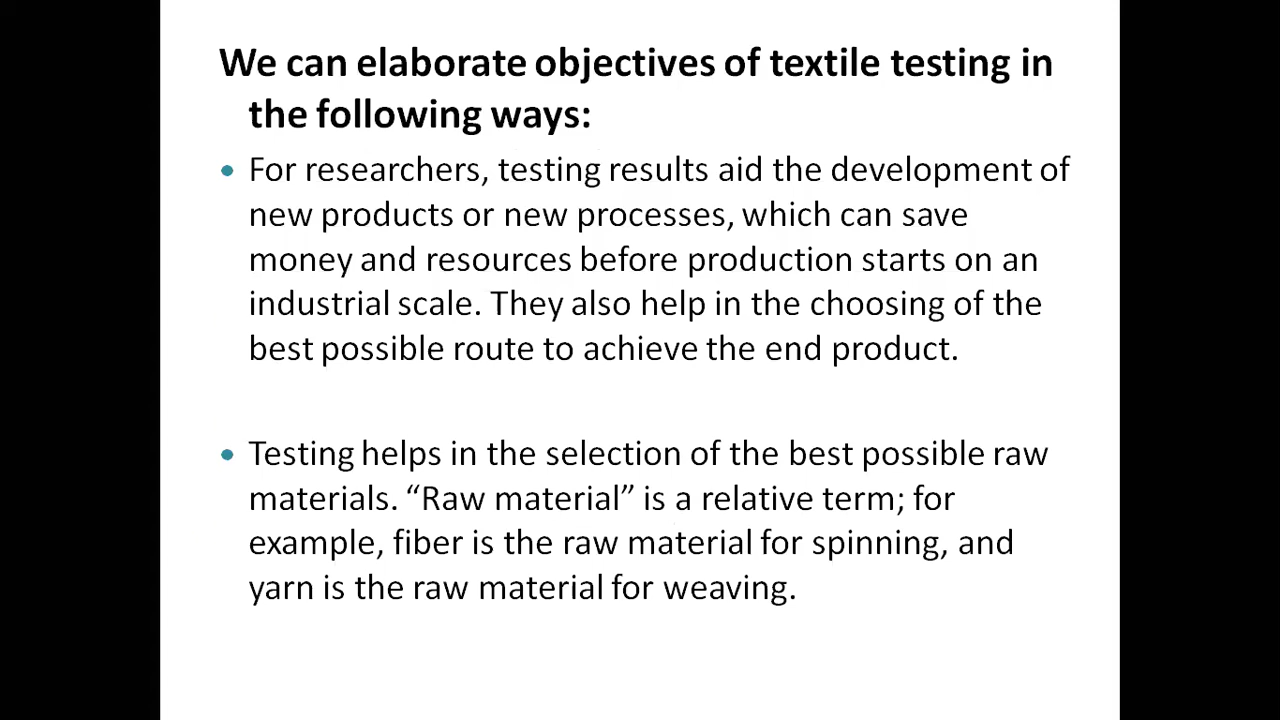 We can elaborate objectives of textile testing in
the following ways:
• For researchers, testing results aid the development of
new products or new processes, which can save
money and resources before production starts on an
industrial scale. They also help in the choosing of the
best possible route to achieve the end product.
• Testing helps in the selection of the best possible raw
materials. “Raw material” is a relative term; for
example, fiber is the raw material for spinning, and
yarn is the raw material for weaving.